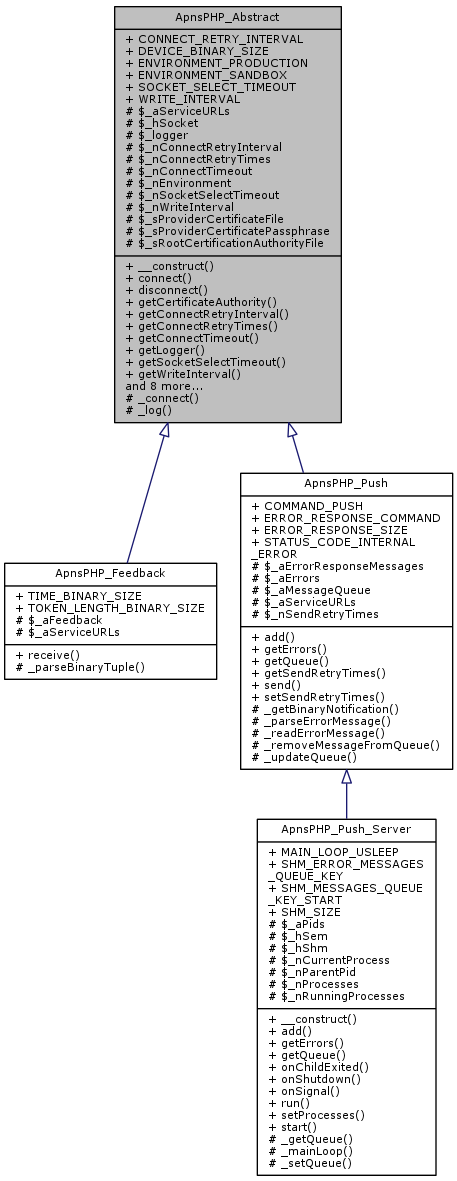 ApnsPHP_Abstract
+ CONNECT_RETRY_INTERVAL
+ DEVICE_BINARY_SIZE
+ ENVIRONMENT_PRODUCTION
+ ENVIRONMENT_SANDBOX
+ SOCKET_SELECT_TIMEOUT
+ WRITE_INTERVAL
# $_aServiceURLs
# $_hSocket
# $_logger
# $_nConnectRetryInterval
# $_nConnectRetryTimes
# $_nConnectTimeout
# $_nEnvironment
# $_nSocketSelectTimeout
# $_nWriteInterval
# $_sProviderCertificateFile
# $_sProviderCertificatePassphrase
# $_sRootCertificationAuthorityFile
+ __construct()
+ connect()
+ disconnect()
+ getCertificateAuthority()
+ getConnectRetryInterval()
+ getConnectRetryTimes()
+ getConnectTimeout()
+ getLogger()
+ getSocketSelectTimeout()
+ getWriteInterval()
and 8 more...
# _connect()
# _log()
ApnsPHP_Feedback
+ TIME_BINARY_SIZE
+ TOKEN_LENGTH_BINARY_SIZE
# $_aFeedback
# $_aServiceURLs
+ receive()
# _parseBinaryTuple()
ApnsPHP_Push
+ COMMAND_PUSH
+ ERROR_RESPONSE_COMMAND
+ ERROR_RESPONSE_SIZE
+ STATUS_CODE_INTERNAL
_ERROR
# $_aErrorResponseMessages
# $_aErrors
# $_aMessageQueue
# $_aServiceURLs
# $_nSendRetryTimes
+ add()
+ getErrors()
+ getQueue()
+ getSendRetryTimes()
+ send()
+ setSendRetryTimes()
# _getBinaryNotification()
# _parseErrorMessage()
# _readErrorMessage()
# _removeMessageFromQueue()
# _updateQueue()
ApnsPHP_Push_Server
+ MAIN_LOOP_USLEEP
+ SHM_ERROR_MESSAGES
_QUEUE_KEY
+ SHM_MESSAGES_QUEUE
_KEY_START
+ SHM_SIZE
# $_aPids
# $_hSem
# $_hShm
# $_nCurrentProcess
# $_nParentPid
# $_nProcesses
# $_nRunningProcesses
+ __construct()
+ add()
+ getErrors()
+ getQueue()
+ onChildExited()
+ onShutdown()
+ onSignal()
+ run()
+ setProcesses()
+ start()
# _getQueue()
# _mainLoop()
# _setQueue()